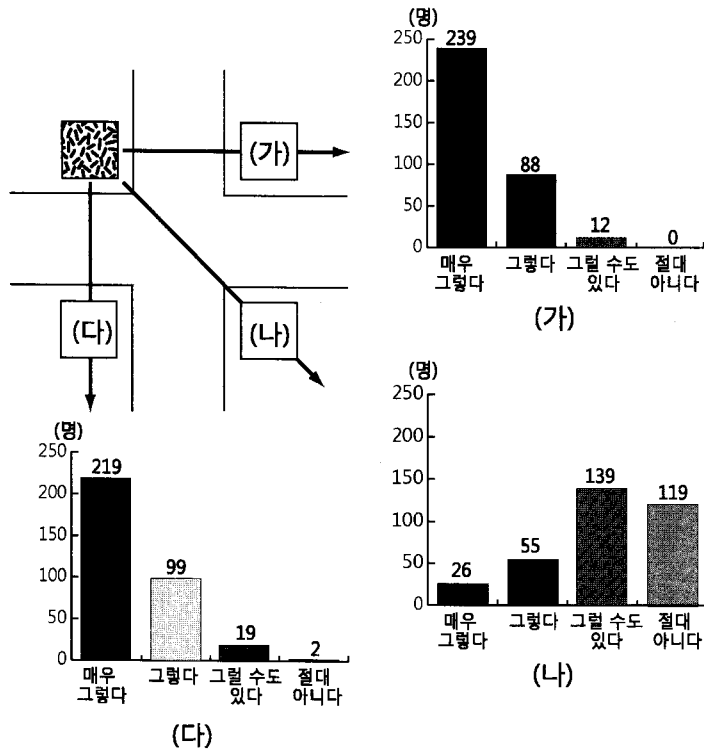 (가)
(나)
(다)
(명)
250
200
150
100
50
0
239
88
12
0
매우
그렇다
그렇다
그럴 수도
있다
절대
아니다
(가)
(명)
250
200
150
100
50
0
219
99
19
2
매우
그렇다
그렇다
그럴 수도
있다
절대
아니다
(다)
(명)
250
200
150
100
50
0
26
55
139
119
매우
그렇다
그렇다
그럴 수도
있다
절대
아니다
(나)